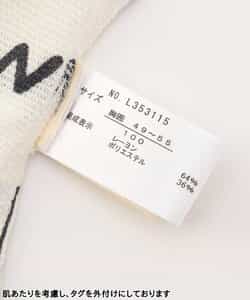 NO. L353115
サイズ
胸囲 49〜55
100
組成表示
レーヨン 64%
ポリエステル 36%
肌あたりを考慮し、タグを外付けにしております